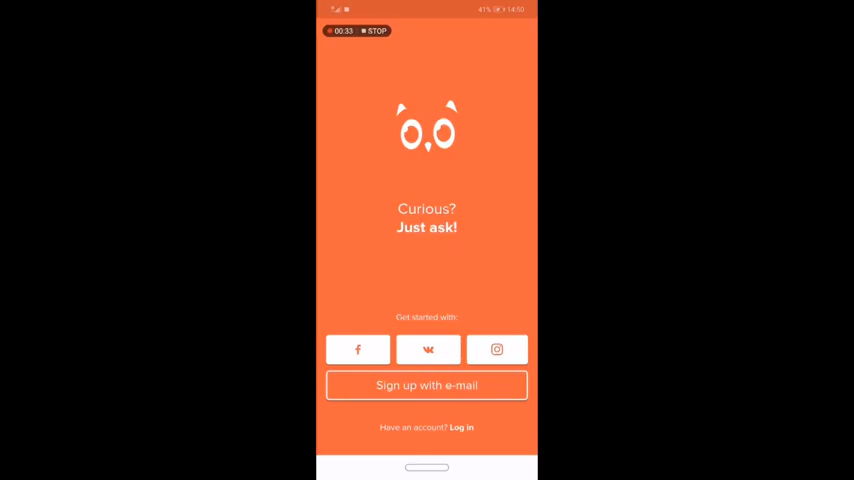 41% 14:50
00:33 STOP
Curious?
Just ask!
Get started with:
Sign up with e-mail
Have an account? Log in